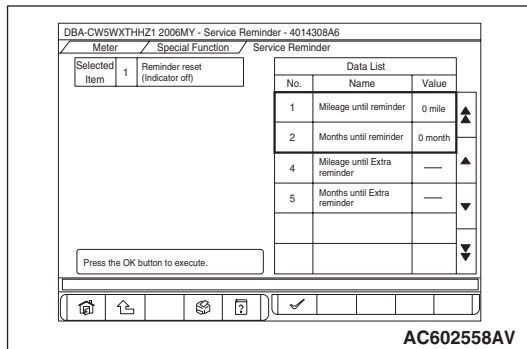 DBA-CW5WXTHHZ1 2006MY - Service Reminder - 4014308A6
Meter / Special Function / Service Reminder
Selected Item 1 Reminder reset
(Indicator off)
Data List
No. Name Value
1 Mileage until reminder 0 mile
2 Months until reminder 0 month
4 Mileage until Extra
reminder —
5 Months until Extra
reminder —
Press the OK button to execute.
?
AC602558AV